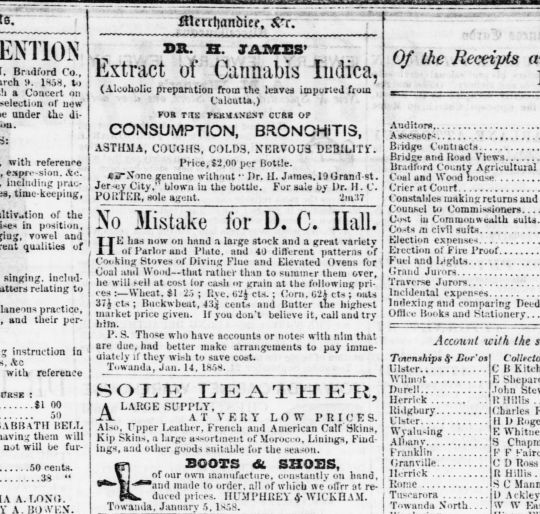 ts.
ENTION
H. Bradford Co.,
arch 9, 1858, to
h a Concert on
selection of new
be under the di-
on.
S:
, with reference
, expression, &c.
, including prac-
es, time-keeping,
ultivation of the
ises in position,
ging, vowel and
erent qualities of
singing, includ-
atters relating to
llaneous practice,
, and their per-
ng instruction in
s, &c
with reference
URSE :
$1 00
50
SABBATH BELL
having them will
not will be fur-
50 cents.
38 "
A A. LONG,
Y A. BOWEN.
Merchandice, &c.
DR. H. JAMES'
Extract of Cannabis Indica,
(Alcoholic preparation from the leaves imported from
Calcutta,)
FOR THE PERMANENT CURE OF
CONSUMPTION, BRONCHITIS,
ASTHMA, COUGHS, COLDS, NERVOUS DEBILITY.
Price, $2,00 per Bottle.
☞None genuine without "Dr. H. James, 19 Grand-st.
Jersey City," blown in the bottle. For sale by Dr. H. C.
PORTER, sole agent. 2m37
No Mistake for D. C. Hall.
HE has now on hand a large stock and a great variety
of Parlor and Plate, and 40 different patterns of
Cooking Stoves of Diving Flue and Elevated Ovens for
Coal and Wood—that rather than to summer them over,
he will sell at cost for cash or grain at the following pri-
ces :—Wheat, $1 25 ; Rye, 62½ cts. ; Corn, 62½ cts ; oats
37½ cts ; Buckwheat, 43¾ cents and Butter the highest
market price given. If you don't believe it, call and try
him.
P. S. Those who have accounts or notes with him that
are due, had better make arrangements to pay imme-
diately if they wish to save cost.
Towanda, Jan. 14, 1858.
SOLE LEATHER,
A LARGE SUPPLY,
AT VERY LOW PRICES.
Also, Upper Leather, French and American Calf Skins,
Kip Skins, a large assortment of Morocco, Linings, Find-
ings, and other goods suitable for the season.
BOOTS & SHOES,
of our own manufacture, constantly on hand,
and made to order, all of which we offer at re-
duced prices. HUMPHREY & WICKHAM.
Towanda, January 5, 1858.
Of the Receipts a
Auditors,
Assessors,
Bridge Contracts
Bridge and Road Views
Bradford County Agricultural
Coal and Wood house
Crier at Court
Constables making returns and
Counsel to Commissioners
Cost in Commonwealth suits
Costs in civil suits
Election expenses
Erection of Fire Proof
Fuel and Lights
Grand Jurors
Traverse Jurors
Incidental expenses
Indexing and comparing Deed
Office Books and Stationery
Account with the s
Townships & Bor'os Collecto
Ulster C B Kitch
Wilmot E Shepar
Durell John Stev
Herrick R Hillis
Ridgbury Charles F
Ulster H D Roge
Wyalusing E Whitne
Albany S Chapm
Franklin F F Fairc
Granville C D Ross
Herrick R Hillis
Rome S C Mann
Tuscarora D Ackley
Towanda North W W Eas